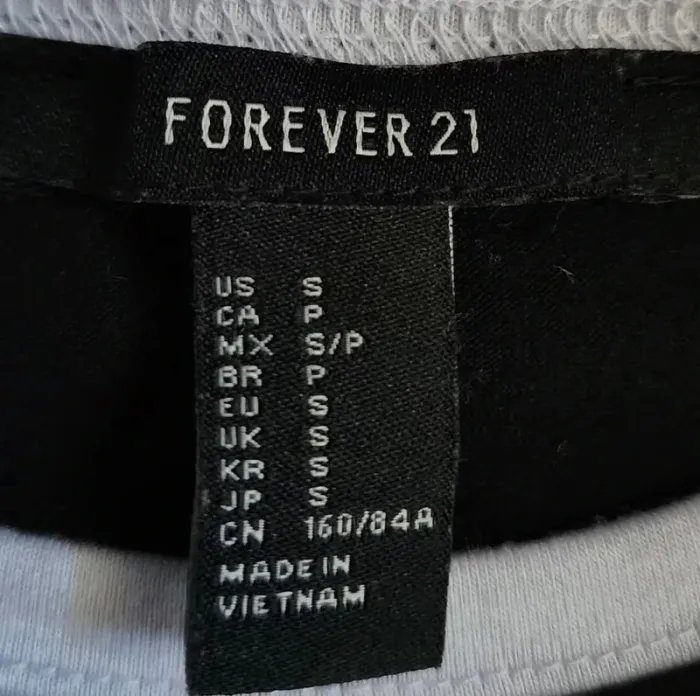 FOREVER 21
US S
CA P
MX S/P
BR P
EU S
UK S
KR S
JP S
CN 160/84A
MADE IN
VIETNAM